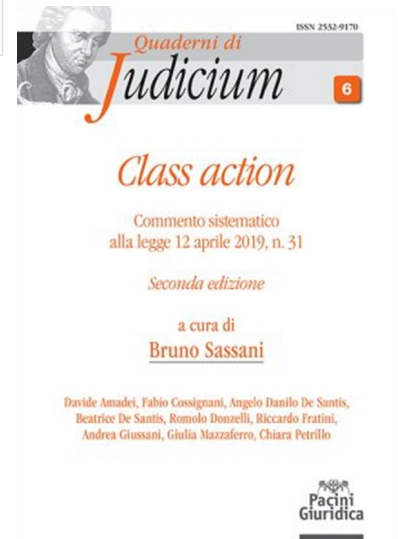 ISSN 2532-9170
Quaderni di
Judicium
6
Class action
Commento sistematico
alla legge 12 aprile 2019, n. 31
Seconda edizione
a cura di
Bruno Sassani
Davide Amadei, Fabio Cossignani, Angelo Danilo De Santis,
Beatrice De Santis, Romolo Donzelli, Riccardo Fratini,
Andrea Giussani, Giulia Mazzaferro, Chiara Petrillo
Pacini
Giuridica